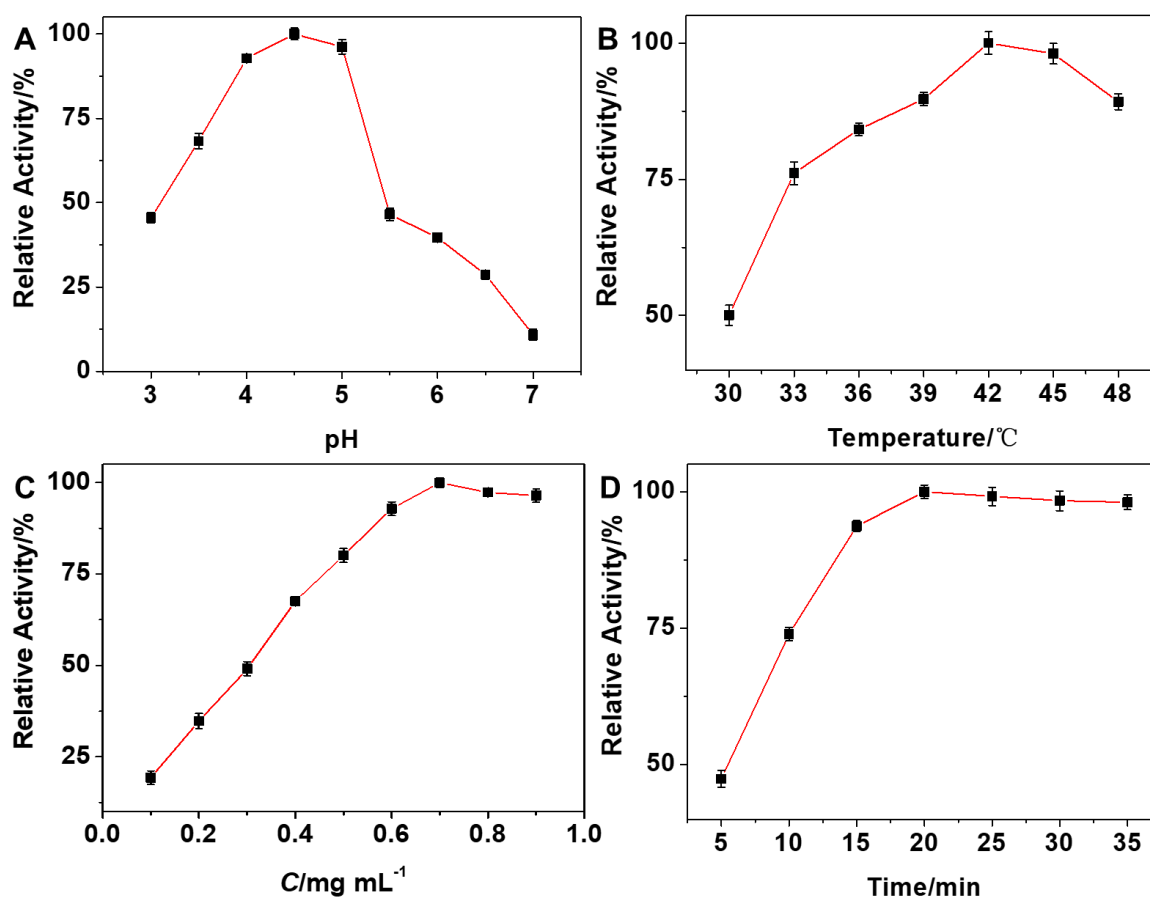 A
Relative Activity/%
100
75
50
25
0
3 4 5 6 7
pH
B
Relative Activity/%
100
75
50
30 33 36 39 42 45 48
Temperature/℃
C
Relative Activity/%
100
75
50
25
0.0 0.2 0.4 0.6 0.8 1.0
C/mg mL⁻¹
D
Relative Activity/%
100
75
50
5 10 15 20 25 30 35
Time/min